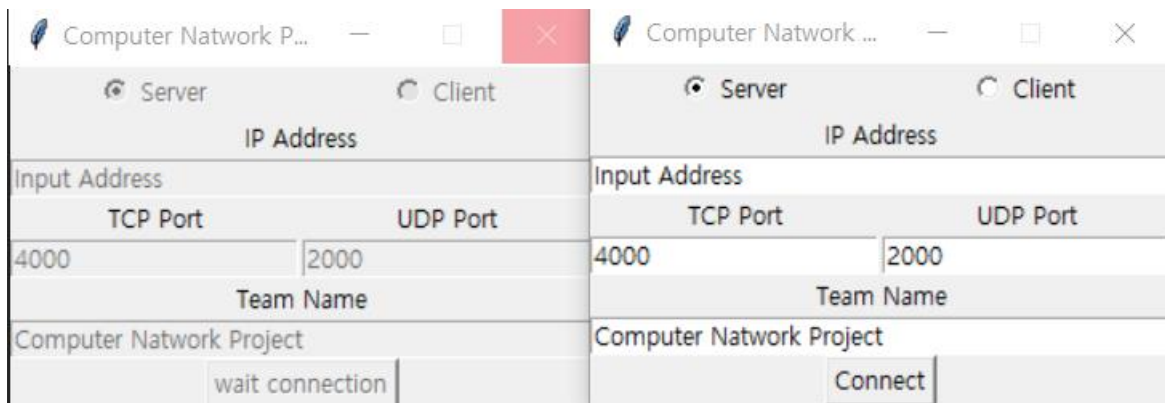 Computer Natwork P...
Server Client
IP Address
Input Address
TCP Port UDP Port
4000 2000
Team Name
Computer Natwork Project
wait connection
Computer Natwork ...
Server Client
IP Address
Input Address
TCP Port UDP Port
4000 2000
Team Name
Computer Natwork Project
Connect